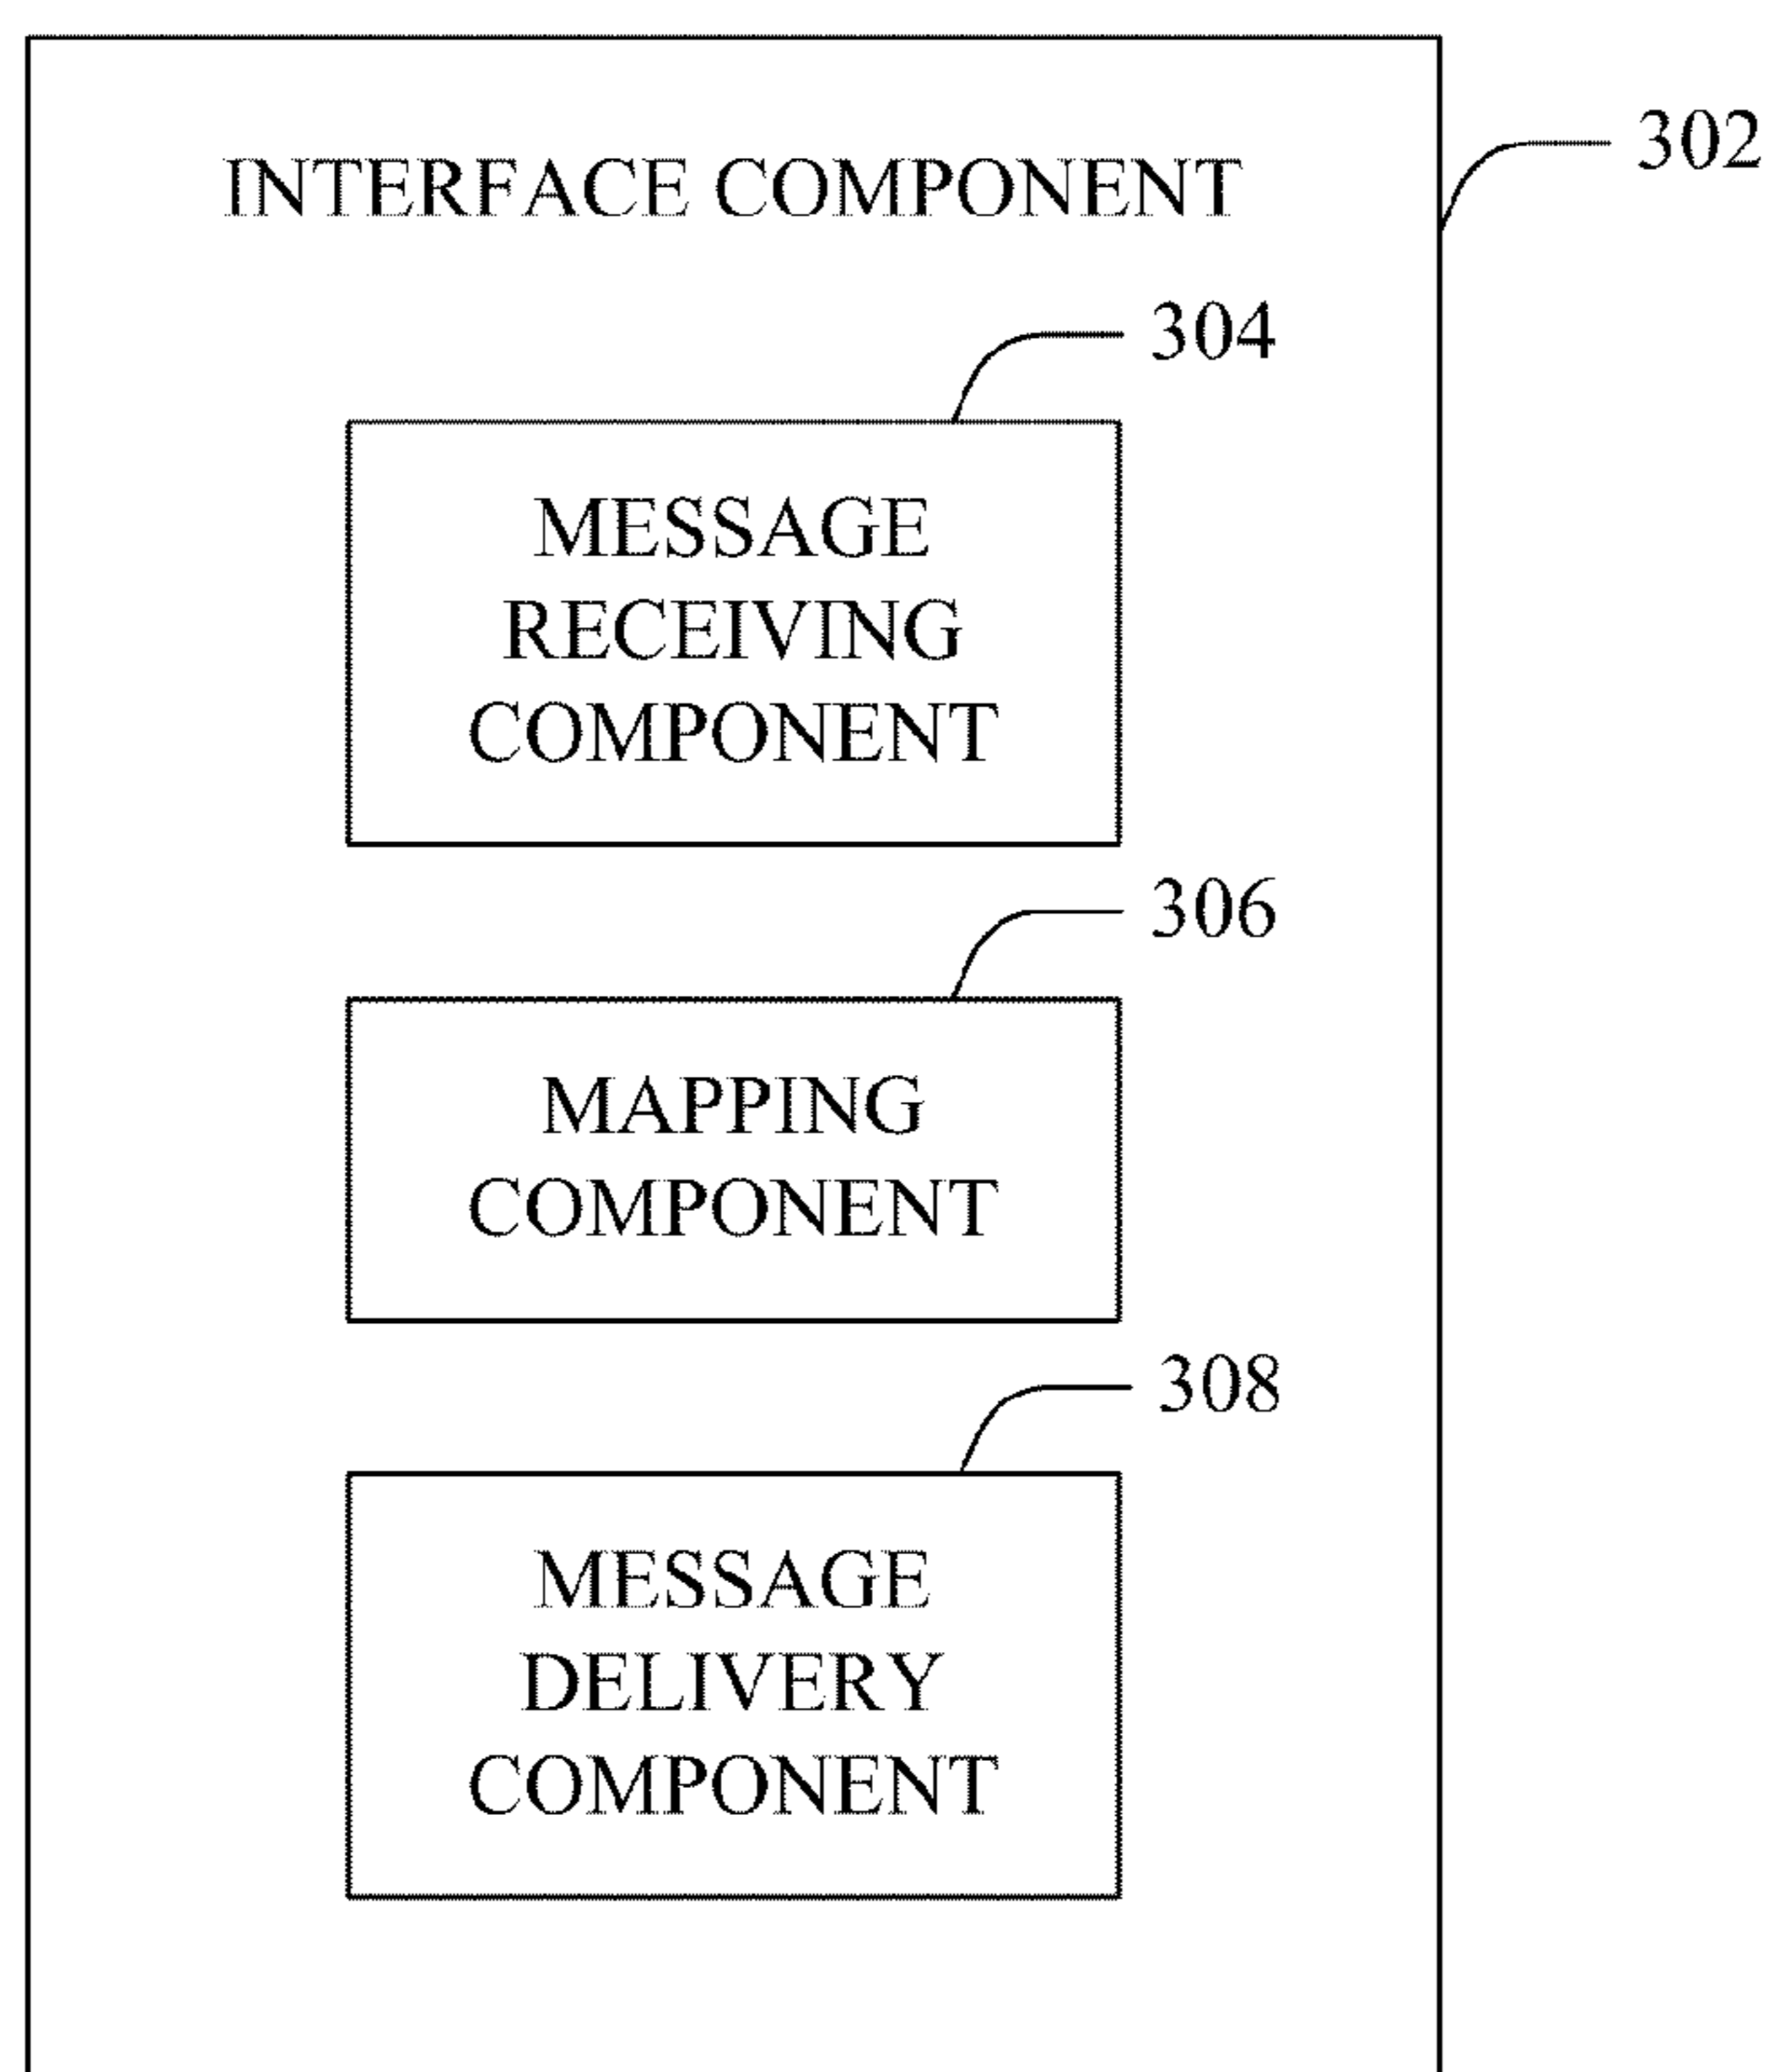 302
INTERFACE COMPONENT
304
MESSAGE
RECEIVING
COMPONENT
306
MAPPING
COMPONENT
308
MESSAGE
DELIVERY
COMPONENT